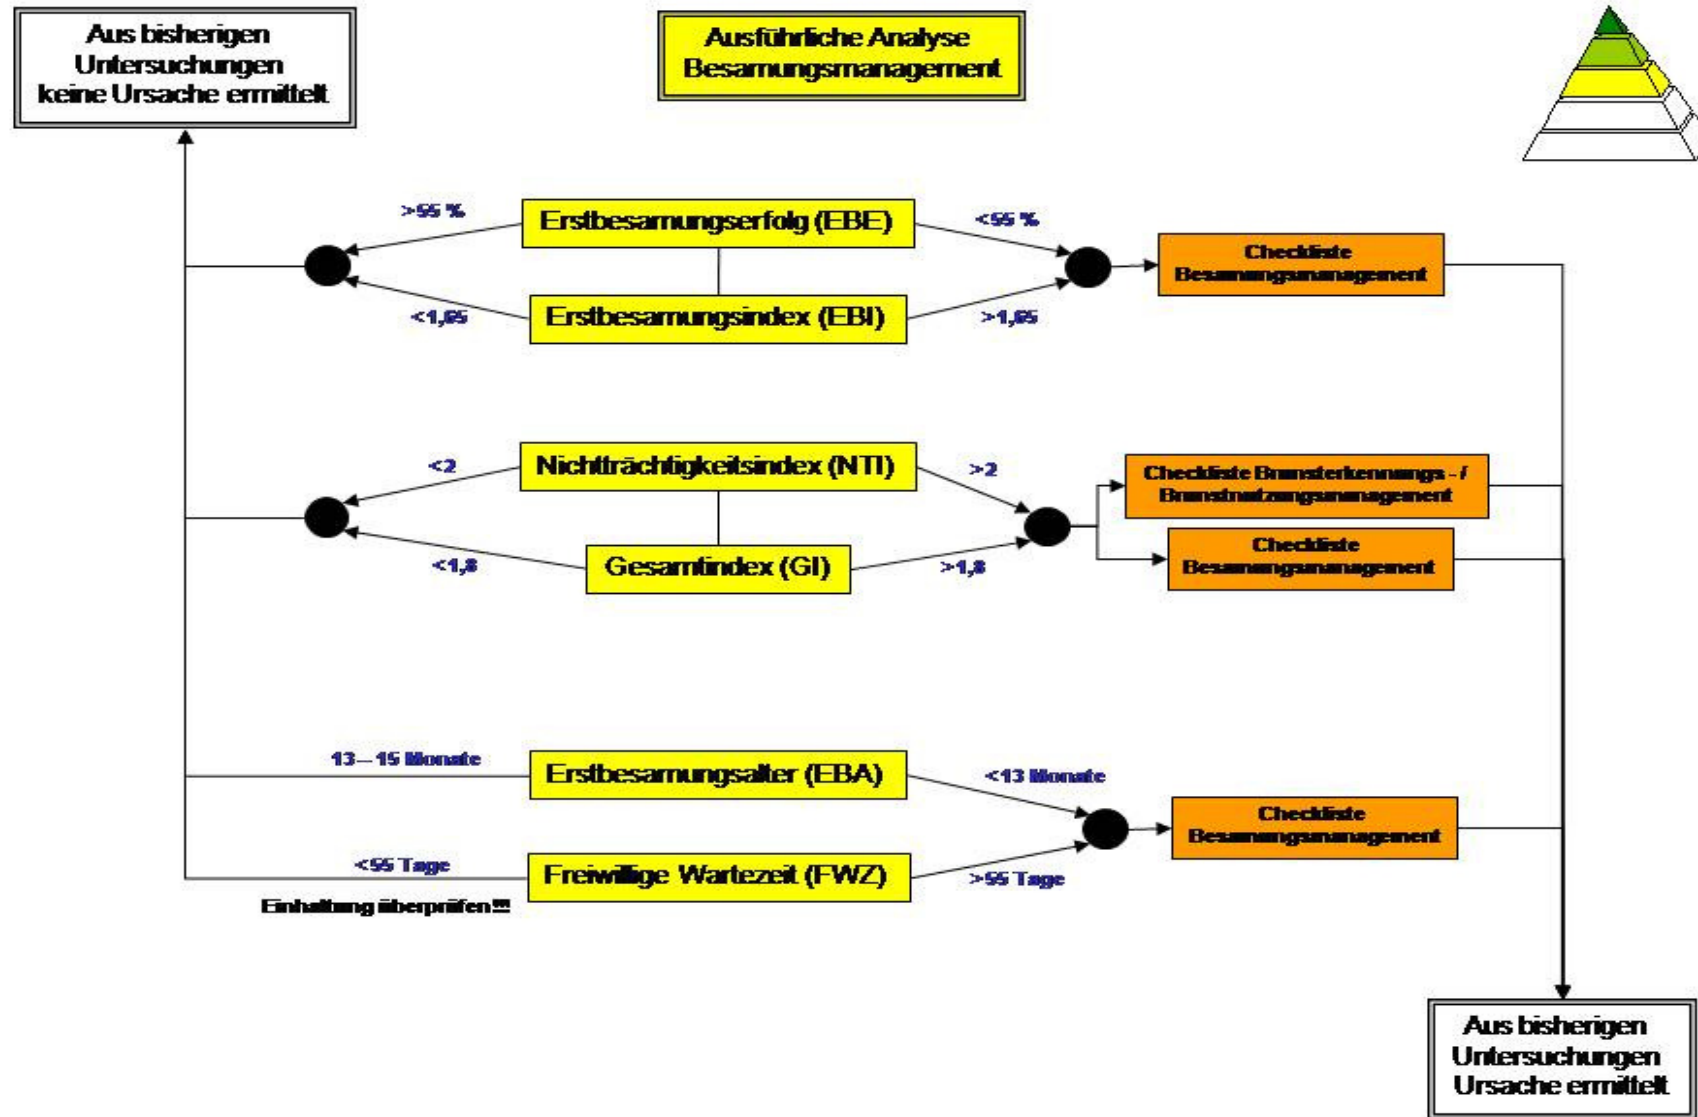 Aus bisherigen
Untersuchungen
keine Ursache ermittelt
Ausführliche Analyse
Besamungsmanagement
>55 %
Erstbesamungserfolg (EBE)
<55 %
Checkliste
Besamungsmanagement
<1,65
Erstbesamungsindex (EBI)
>1,65
<2
Nichtträchtigkeitsindex (NTI)
>2
Checkliste Brunsterkennungs - /
Brunstnutzungsmanagement
<1,8
Gesamtindex (GI)
>1,8
Checkliste
Besamungsmanagement
13 – 15 Monate
Erstbesamungsalter (EBA)
<13 Monate
Checkliste
Besamungsmanagement
<55 Tage
Freiwillige Wartezeit (FWZ)
>55 Tage
Einhaltung überprüfen!!!
Aus bisherigen
Untersuchungen
Ursache ermittelt